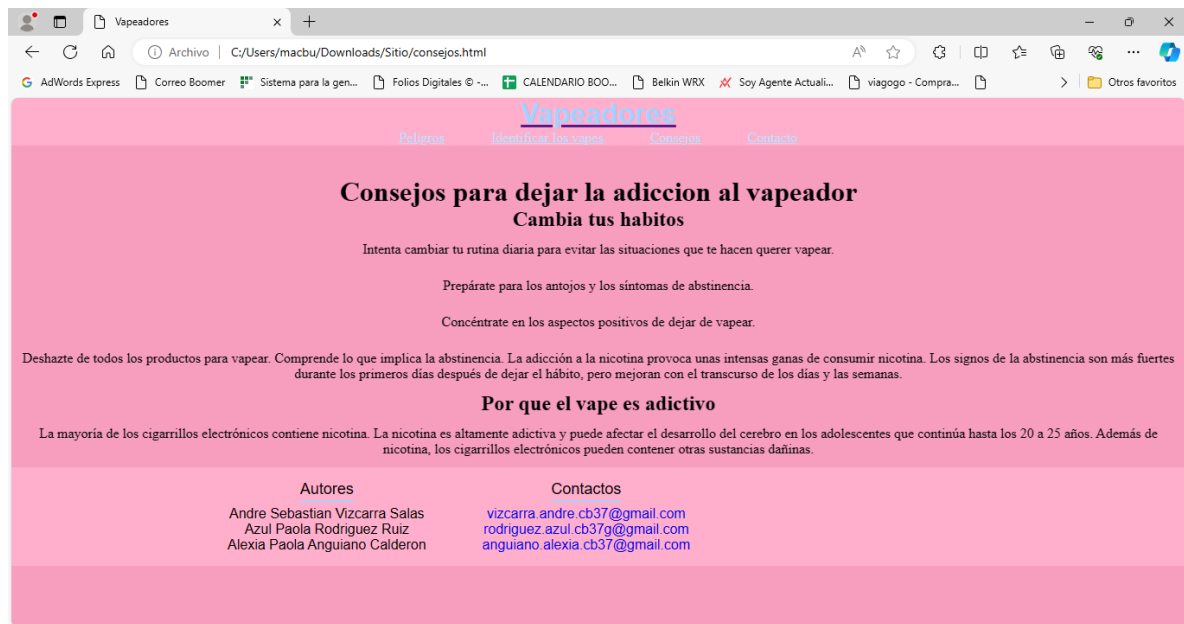 Vapeadores
Archivo C:/Users/macbu/Downloads/Sitio/consejos.html
AdWords Express Correo Boomer Sistema para la gen... Folios Digitales © -... CALENDARIO BOO... Belkin WRX Soy Agente Actuali... viagogo - Compra... Otros favoritos
Vapeadores
Peligros Identificar los vapes Consejos Contacto
Consejos para dejar la adiccion al vapeador
Cambia tus habitos
Intenta cambiar tu rutina diaria para evitar las situaciones que te hacen querer vapear.
Prepárate para los antojos y los síntomas de abstinencia.
Concéntrate en los aspectos positivos de dejar de vapear.
Deshazte de todos los productos para vapear. Comprende lo que implica la abstinencia. La adicción a la nicotina provoca unas intensas ganas de consumir nicotina. Los signos de la abstinencia son más fuertes
durante los primeros días después de dejar el hábito, pero mejoran con el transcurso de los días y las semanas.
Por que el vape es adictivo
La mayoría de los cigarrillos electrónicos contiene nicotina. La nicotina es altamente adictiva y puede afectar el desarrollo del cerebro en los adolescentes que continúa hasta los 20 a 25 años. Además de
nicotina, los cigarrillos electrónicos pueden contener otras sustancias dañinas.
Autores Contactos
Andre Sebastian Vizcarra Salas vizcarra.andre.cb37@gmail.com
Azul Paola Rodriguez Ruiz rodriguez.azul.cb37g@gmail.com
Alexia Paola Anguiano Calderon anguiano.alexia.cb37@gmail.com